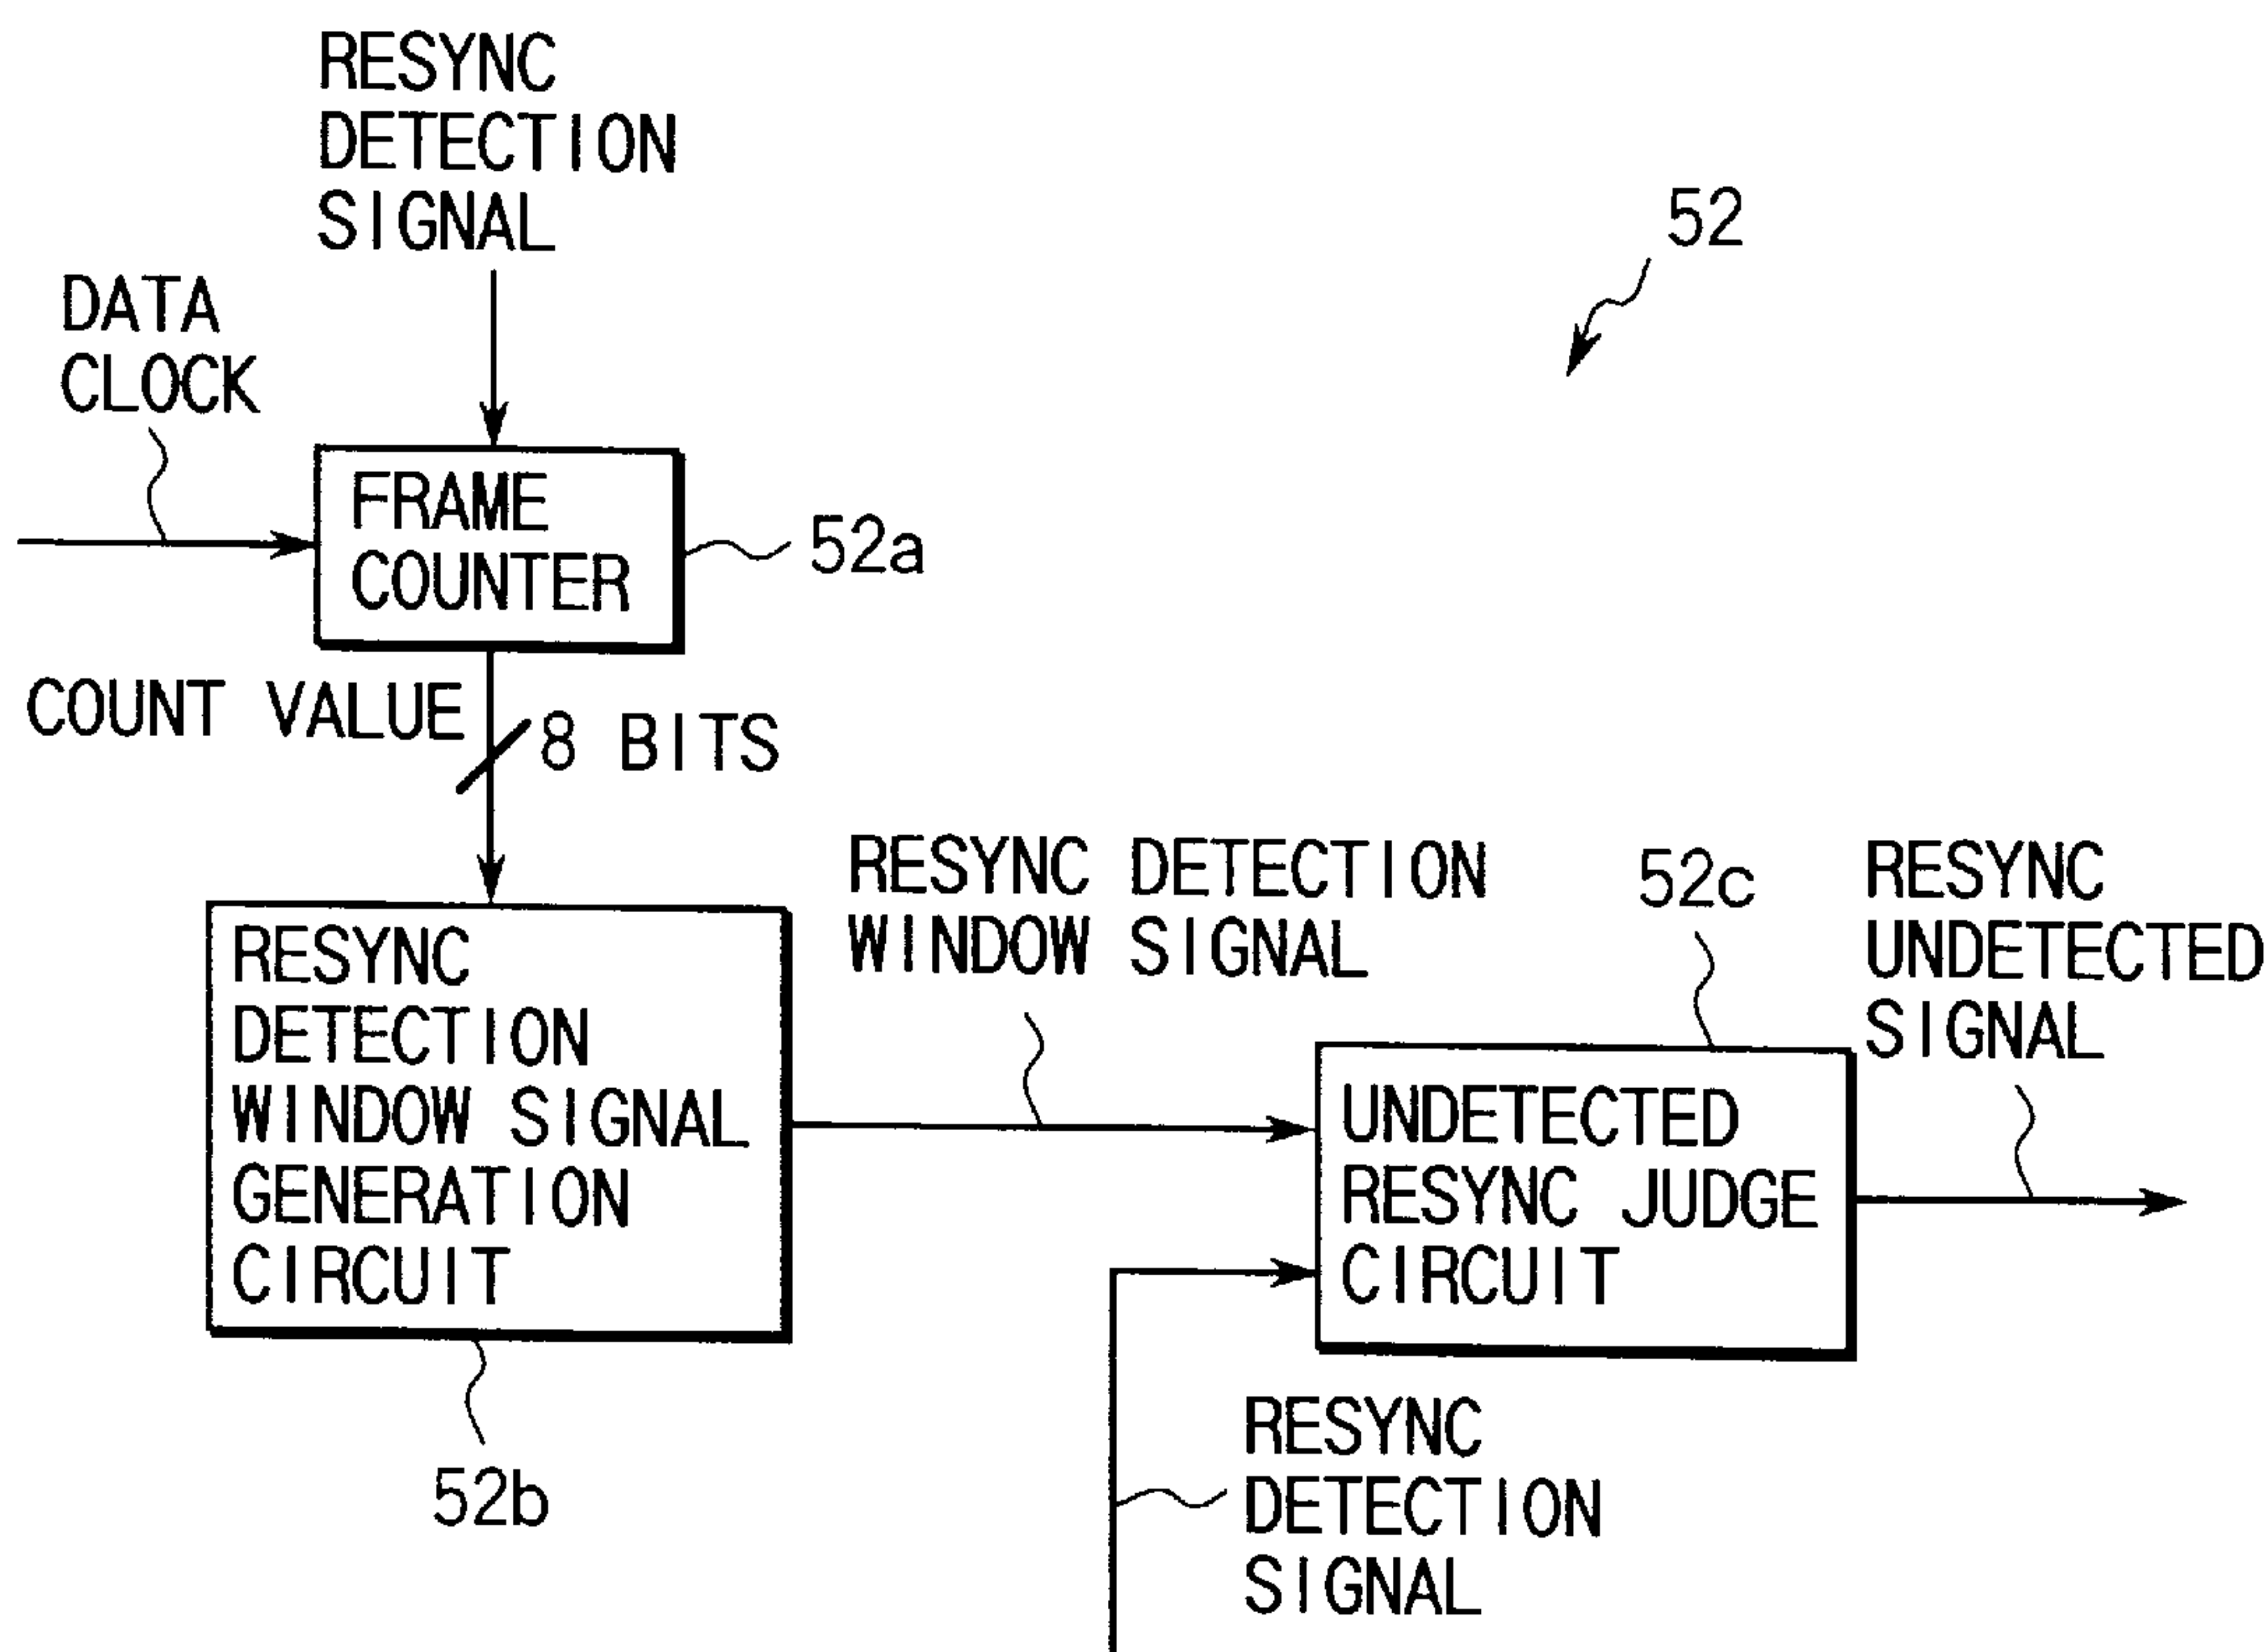 RESYNC
DETECTION
SIGNAL
52
DATA
CLOCK
FRAME
COUNTER
52a
COUNT VALUE
8 BITS
RESYNC DETECTION
WINDOW SIGNAL
52c
RESYNC
UNDETECTED
SIGNAL
RESYNC
DETECTION
WINDOW SIGNAL
GENERATION
CIRCUIT
UNDETECTED
RESYNC JUDGE
CIRCUIT
52b
RESYNC
DETECTION
SIGNAL